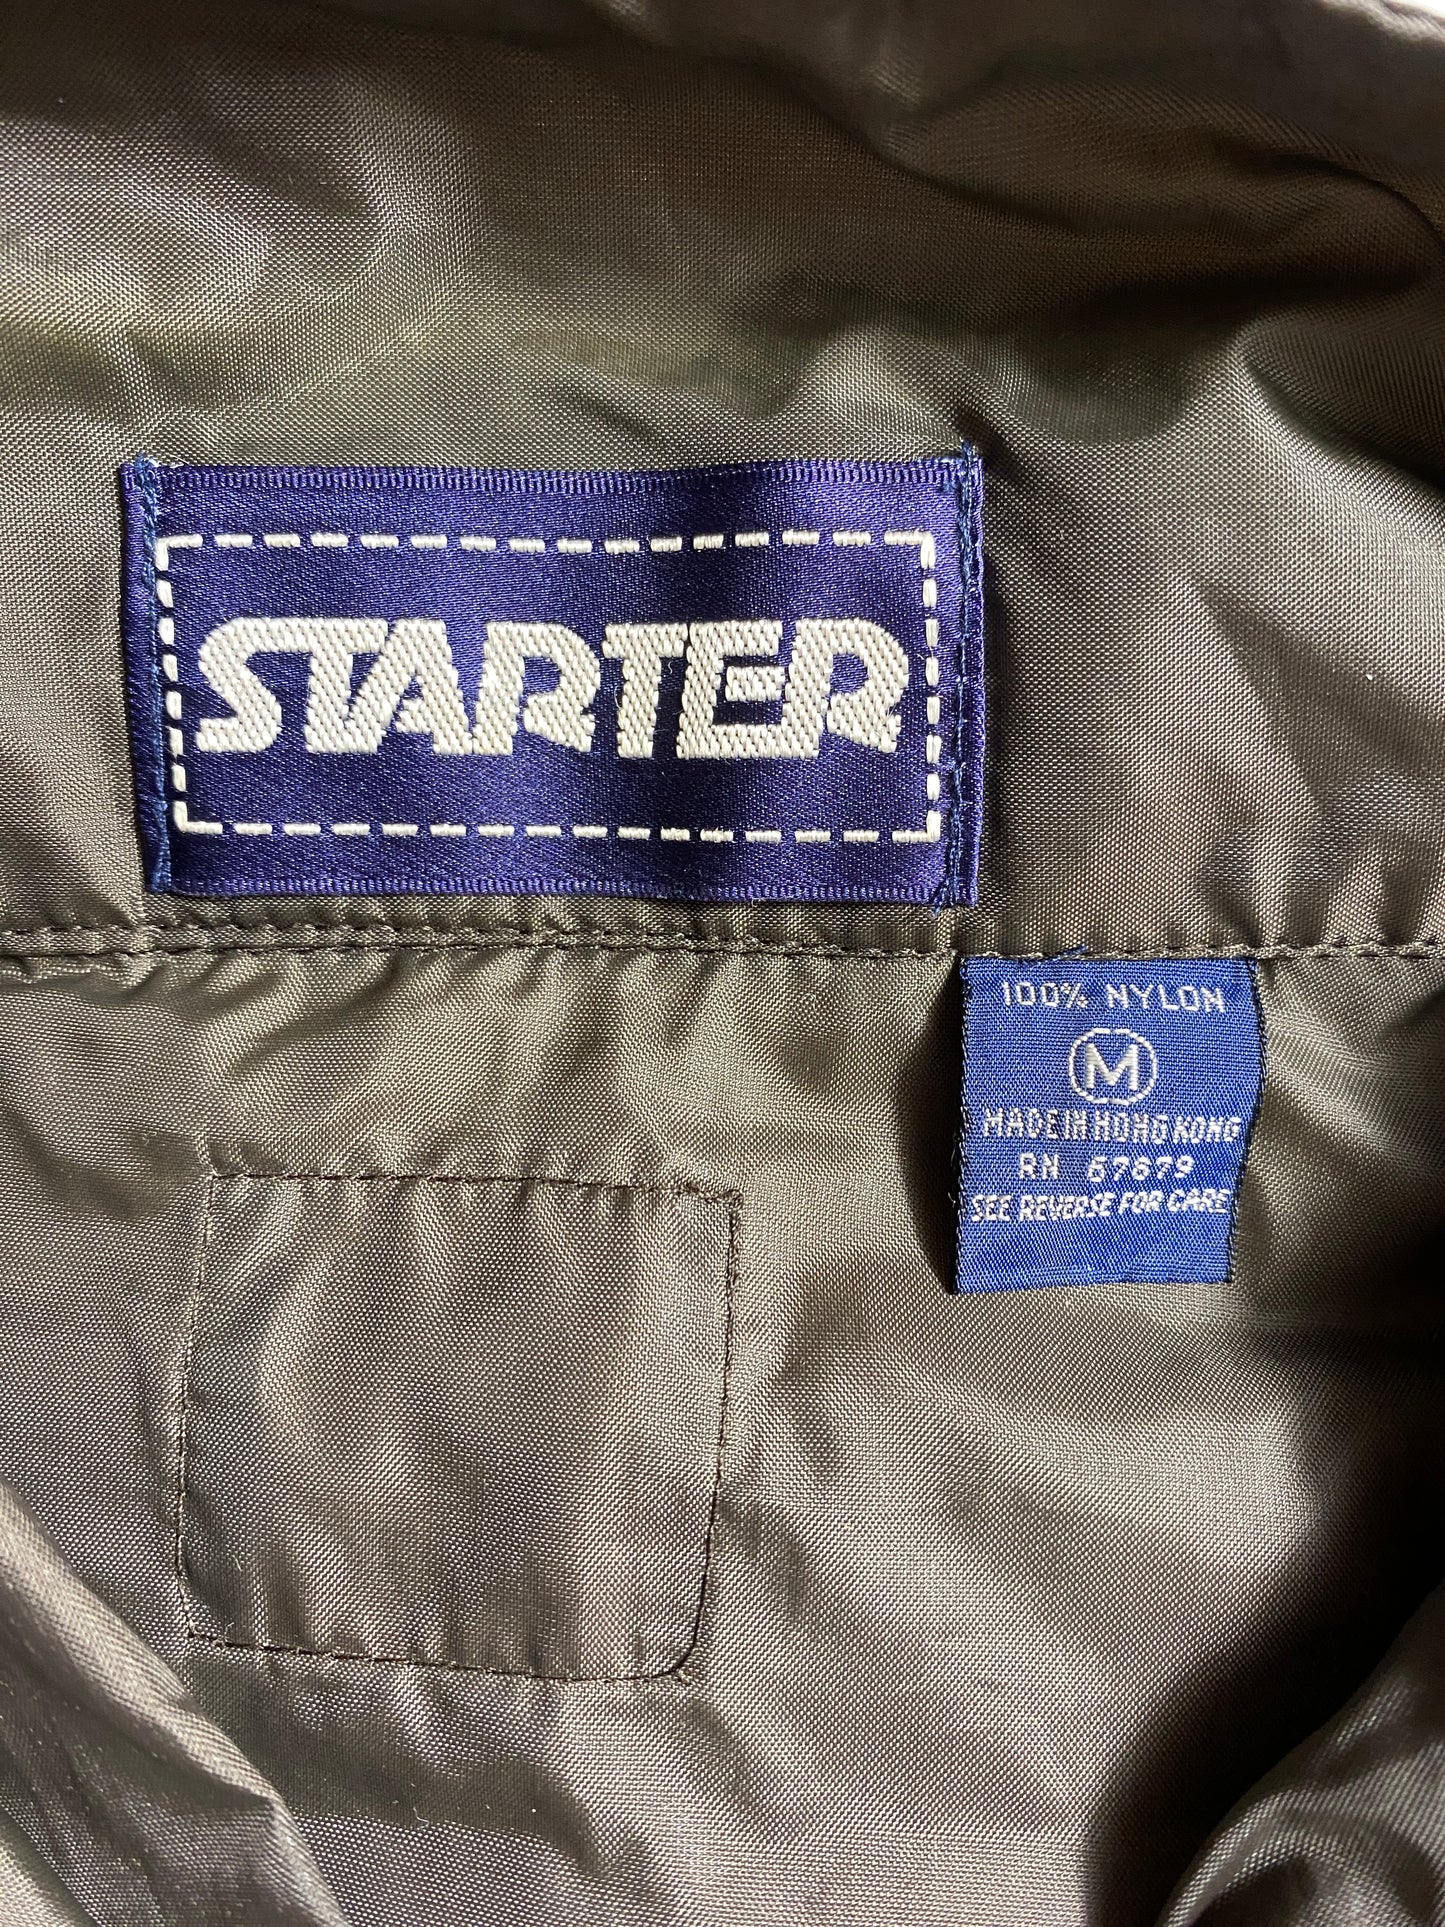 STARTER
100% NYLON
M
MADE IN HONG KONG
RN 67679
SEE REVERSE FOR CARE